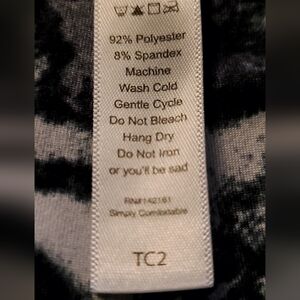 92% Polyester
8% Spandex
Machine
Wash Cold
Gentle Cycle
Do Not Bleach
Hang Dry
Do Not Iron
or you'll be sad
RN#142161
Simply Comfortable
TC2